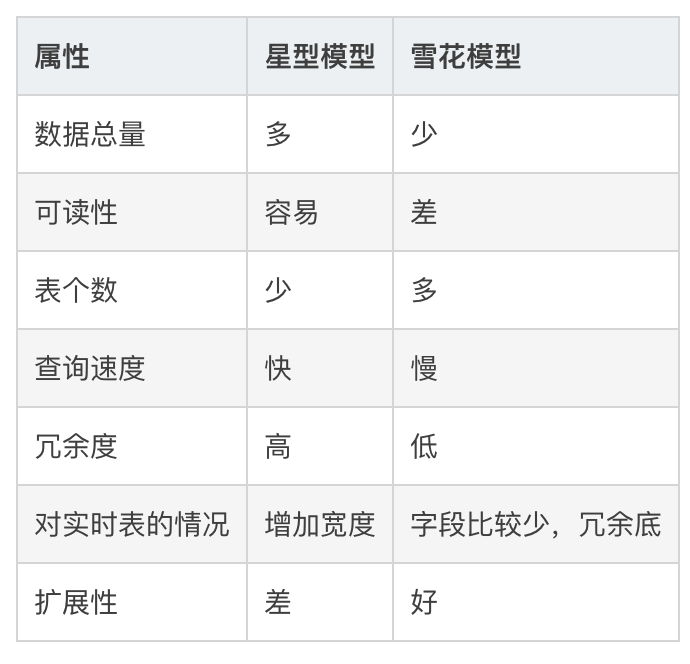 属性 星型模型 雪花模型
数据总量 多 少
可读性 容易 差
表个数 少 多
查询速度 快 慢
冗余度 高 低
对实时表的情况 增加宽度 字段比较少，冗余底
扩展性 差 好